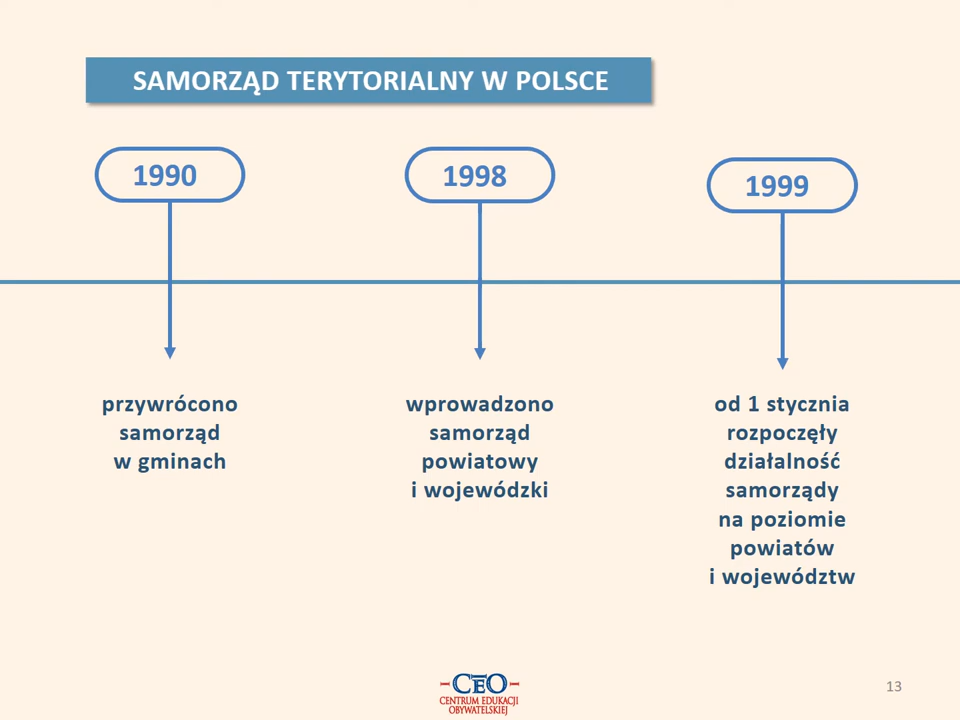 SAMORZĄD TERYTORIALNY W POLSCE
1990
przywrócono
samorząd
w gminach
1998
wprowadzono
samorząd
powiatowy
i wojewódzki
1999
od 1 stycznia
rozpoczęły
działalność
samorządy
na poziomie
powiatów
i województw
CEO
CENTRUM EDUKACJI
OBYWATELSKIEJ
13